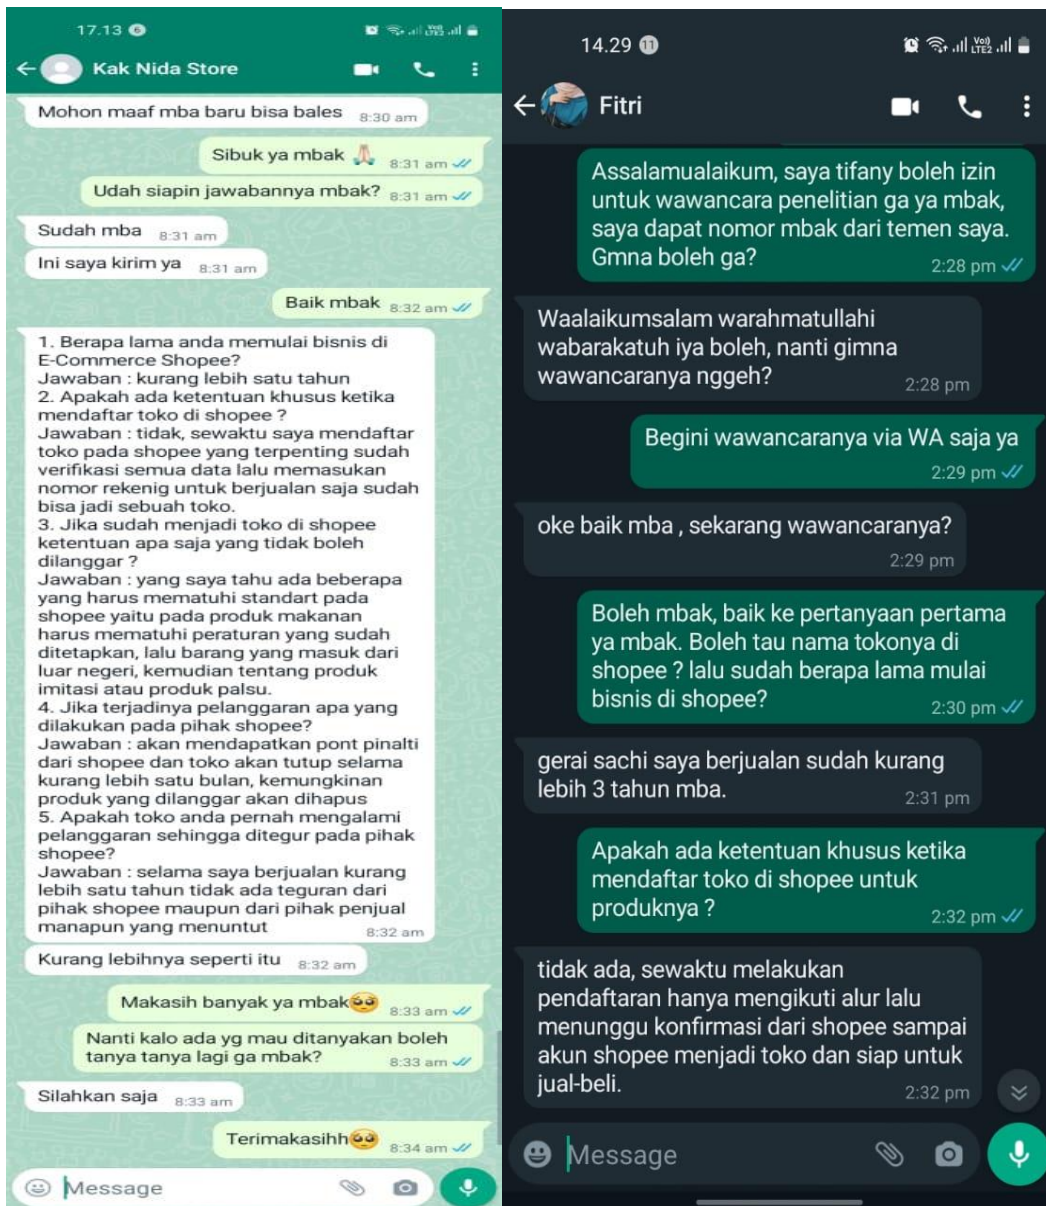 17.13 6
Kak Nida Store
Mohon maaf mba baru bisa bales 8:30 am
Sibuk ya mbak 🙏🏻 8:31 am
Udah siapin jawabannya mbak? 8:31 am
Sudah mba 8:31 am
Ini saya kirim ya 8:31 am
Baik mbak 8:32 am
1. Berapa lama anda memulai bisnis di
E-Commerce Shopee?
Jawaban : kurang lebih satu tahun
2. Apakah ada ketentuan khusus ketika
mendaftar toko di shopee ?
Jawaban : tidak, sewaktu saya mendaftar
toko pada shopee yang terpenting sudah
verifikasi semua data lalu memasukan
nomor rekenig untuk berjualan saja sudah
bisa jadi sebuah toko.
3. Jika sudah menjadi toko di shopee
ketentuan apa saja yang tidak boleh
dilanggar ?
Jawaban : yang saya tahu ada beberapa
yang harus mematuhi standart pada
shopee yaitu pada produk makanan
harus mematuhi peraturan yang sudah
ditetapkan, lalu barang yang masuk dari
luar negeri, kemudian tentang produk
imitasi atau produk palsu.
4. Jika terjadinya pelanggaran apa yang
dilakukan pada pihak shopee?
Jawaban : akan mendapatkan pont pinalti
dari shopee dan toko akan tutup selama
kurang lebih satu bulan, kemungkinan
produk yang dilanggar akan dihapus
5. Apakah toko anda pernah mengalami
pelanggaran sehingga ditegur pada pihak
shopee?
Jawaban : selama saya berjualan kurang
lebih satu tahun tidak ada teguran dari
pihak shopee maupun dari pihak penjual
manapun yang menuntut 8:32 am
Kurang lebihnya seperti itu 8:32 am
Makasih banyak ya mbak🥺 8:33 am
Nanti kalo ada yg mau ditanyakan boleh
tanya tanya lagi ga mbak? 8:33 am
Silahkan saja 8:33 am
Terimakasihh🥺 8:34 am
Message
14.29 11
Vo))
LTE2
Fitri
Assalamualaikum, saya tifany boleh izin
untuk wawancara penelitian ga ya mbak,
saya dapat nomor mbak dari temen saya.
Gmna boleh ga? 2:28 pm
Waalaikumsalam warahmatullahi
wabarakatuh iya boleh, nanti gimna
wawancaranya nggeh? 2:28 pm
Begini wawancaranya via WA saja ya
2:29 pm
oke baik mba , sekarang wawancaranya?
2:29 pm
Boleh mbak, baik ke pertanyaan pertama
ya mbak. Boleh tau nama tokonya di
shopee ? lalu sudah berapa lama mulai
bisnis di shopee? 2:30 pm
gerai sachi saya berjualan sudah kurang
lebih 3 tahun mba. 2:31 pm
Apakah ada ketentuan khusus ketika
mendaftar toko di shopee untuk
produknya ? 2:32 pm
tidak ada, sewaktu melakukan
pendaftaran hanya mengikuti alur lalu
menunggu konfirmasi dari shopee sampai
akun shopee menjadi toko dan siap untuk
jual-beli. 2:32 pm
Message